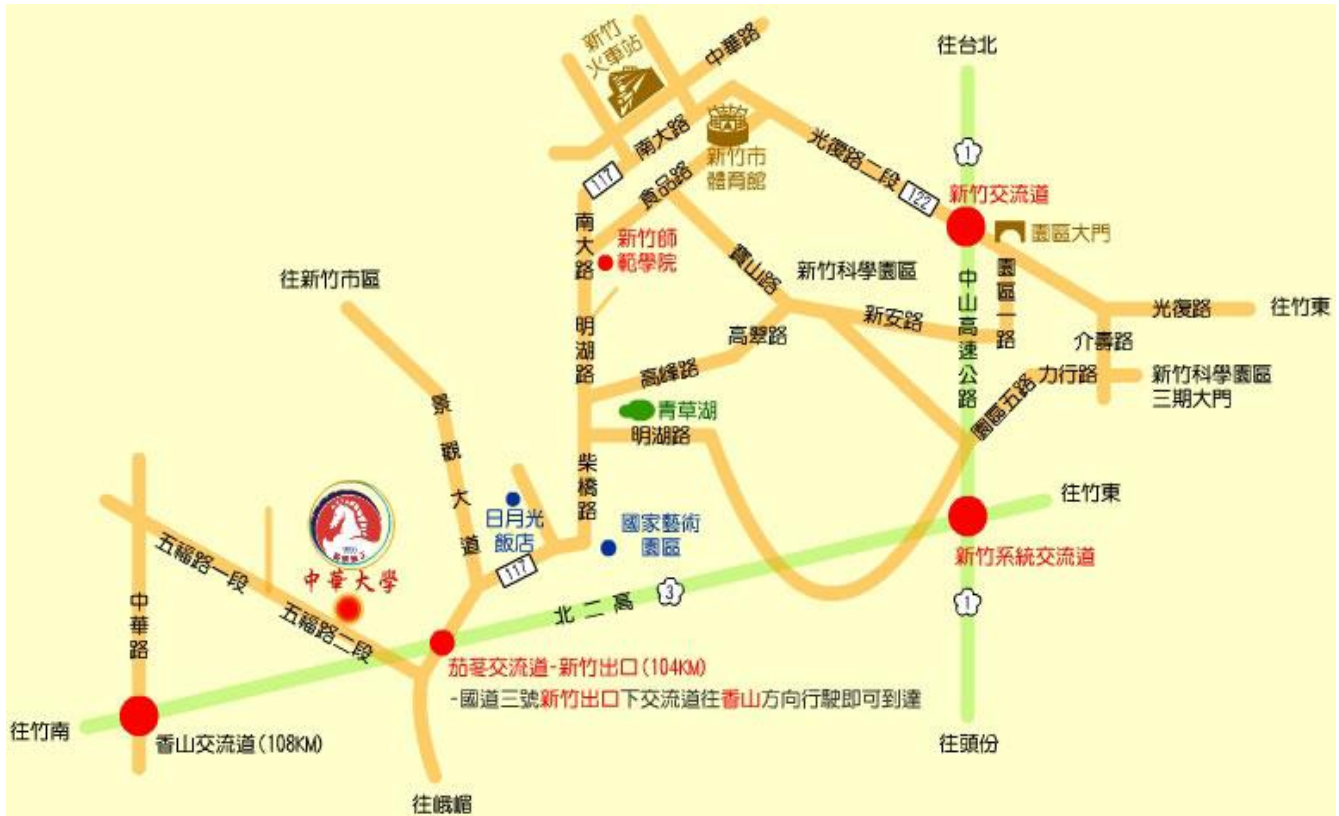 新竹
火車站
中華路
往台北
南大路
117
食品路
新竹市
體育館
光復路二段
122
1
新竹交流道
園區大門
南大路
新竹師
範學院
寶山路
新竹科學園區
中山高速公路
園區一路
往新竹市區
新安路
光復路
往竹東
明湖路
高翠路
介壽路
高峰路
力行路
新竹科學園區
三期大門
園區五路
青草湖
明湖路
景觀大道
柴橋路
往竹東
日月光
飯店
國家藝術
園區
新竹系統交流道
五福路一段
中華大學
117
3
1
北二高
中華路
五福路二段
茄苳交流道-新竹出口(104KM)
-國道三號新竹出口下交流道往香山方向行駛即可到達
往竹南
香山交流道(108KM)
往頭份
往峨嵋